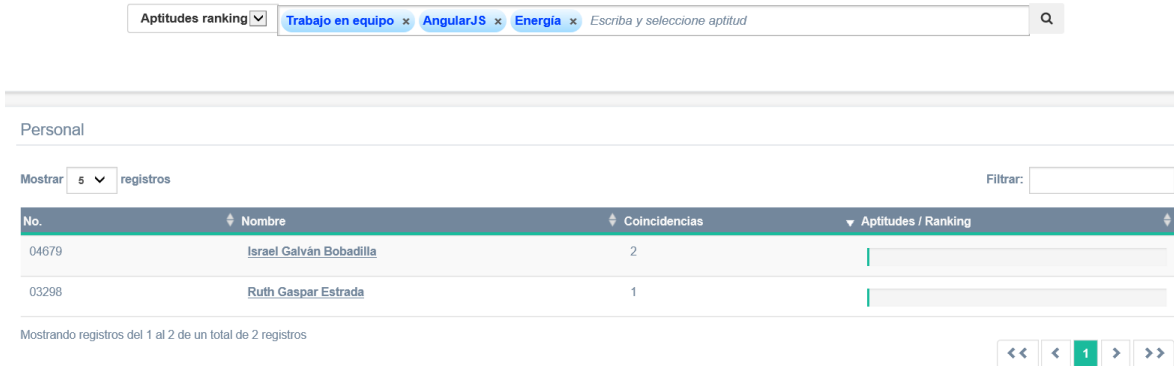 Aptitudes ranking Trabajo en equipo × AngularJS × Energía × Escriba y seleccione aptitud
Personal
Mostrar 5 registros Filtrar:
No. Nombre Coincidencias Aptitudes / Ranking
04679 Israel Galván Bobadilla 2
03298 Ruth Gaspar Estrada 1
Mostrando registros del 1 al 2 de un total de 2 registros
<< < 1 > >>